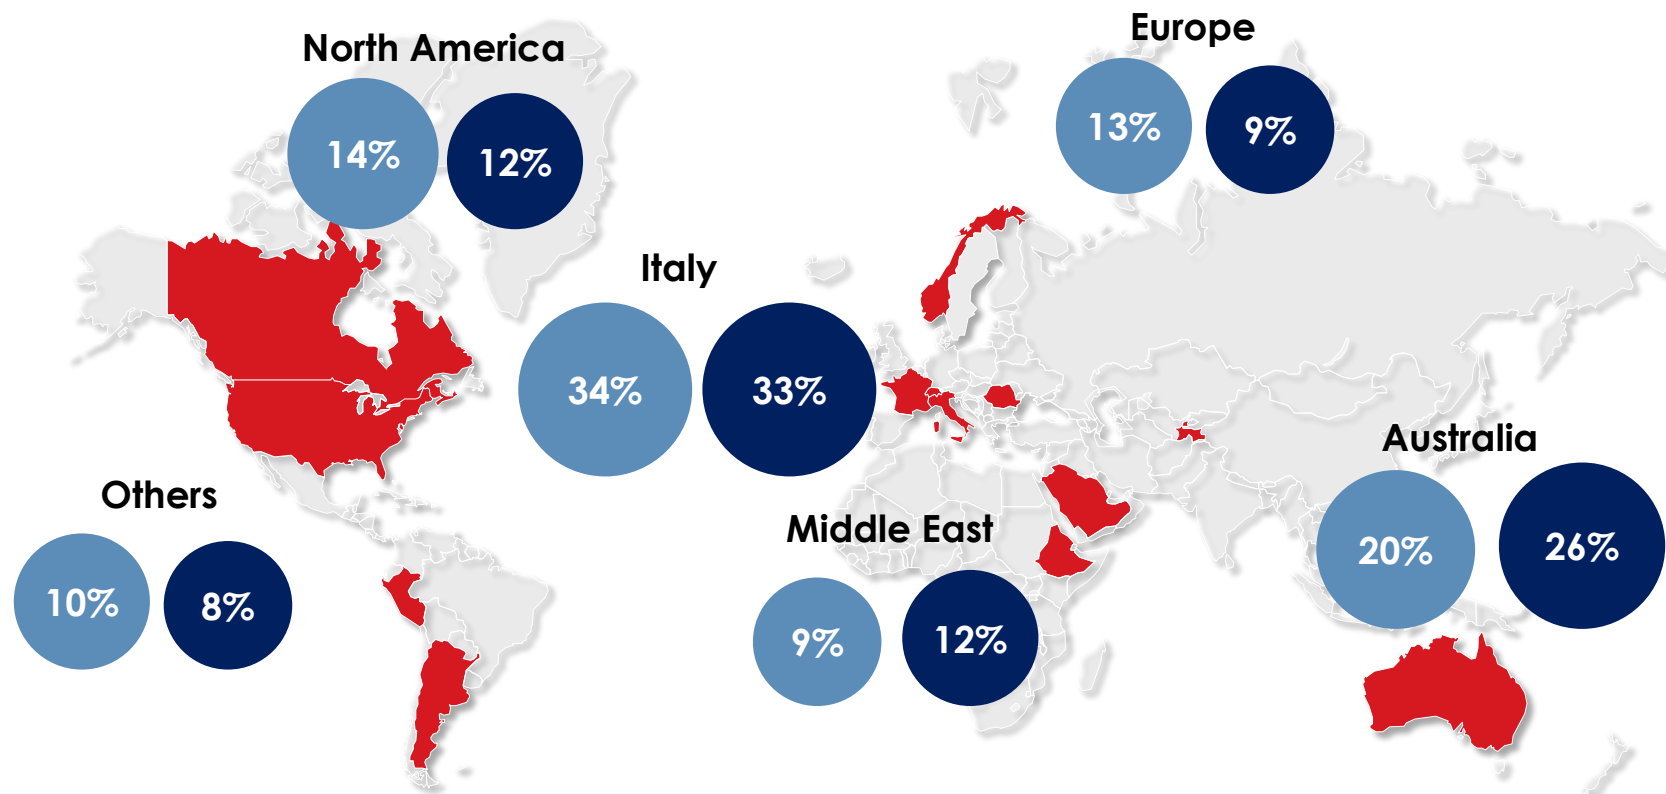 North America
14%
12%
Europe
13%
9%
Italy
34%
33%
Australia
20%
26%
Others
10%
8%
Middle East
9%
12%